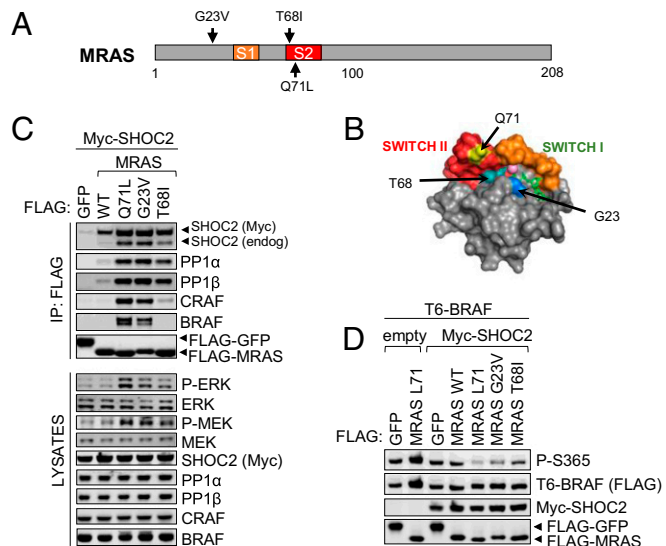 A
G23V
T68I
MRAS
S1
S2
1
100
208
Q71L
B
Q71
SWITCH II
SWITCH I
T68
G23
C
Myc-SHOC2
MRAS
FLAG:
GFP
WT
Q71L
G23V
T68I
IP: FLAG
SHOC2 (Myc)
SHOC2 (endog)
PP1α
PP1β
CRAF
BRAF
FLAG-GFP
FLAG-MRAS
LYSATES
P-ERK
ERK
P-MEK
MEK
SHOC2 (Myc)
PP1α
PP1β
CRAF
BRAF
D
T6-BRAF
empty
Myc-SHOC2
FLAG:
GFP
MRAS L71
GFP
MRAS WT
MRAS L71
MRAS G23V
MRAS T68I
P-S365
T6-BRAF (FLAG)
Myc-SHOC2
FLAG-GFP
FLAG-MRAS